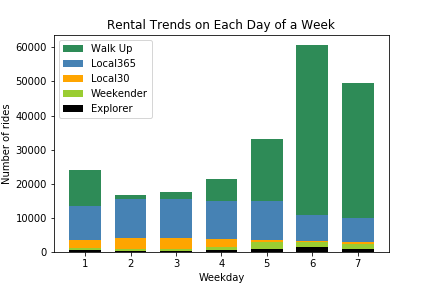 Rental Trends on Each Day of a Week
60000
50000
40000
30000
20000
10000
0
Number of rides
Walk Up
Local365
Local30
Weekender
Explorer
1 2 3 4 5 6 7
Weekday